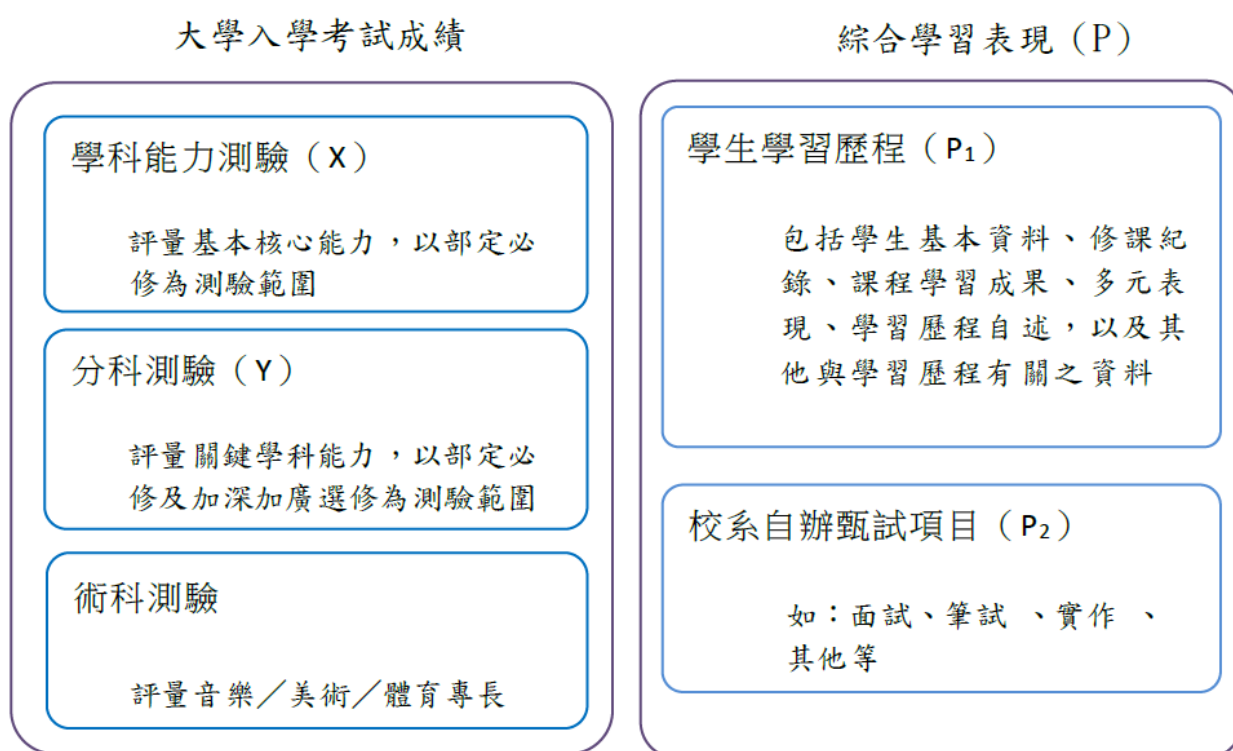 大學入學考試成績
學科能力測驗（X）
評量基本核心能力，以部定必
修為測驗範圍
分科測驗（Y）
評量關鍵學科能力，以部定必
修及加深加廣選修為測驗範圍
術科測驗
評量音樂／美術／體育專長
綜合學習表現（P）
學生學習歷程（P₁）
包括學生基本資料、修課紀
錄、課程學習成果、多元表
現、學習歷程自述，以及其
他與學習歷程有關之資料
校系自辦甄試項目（P₂）
如：面試、筆試、實作、
其他等